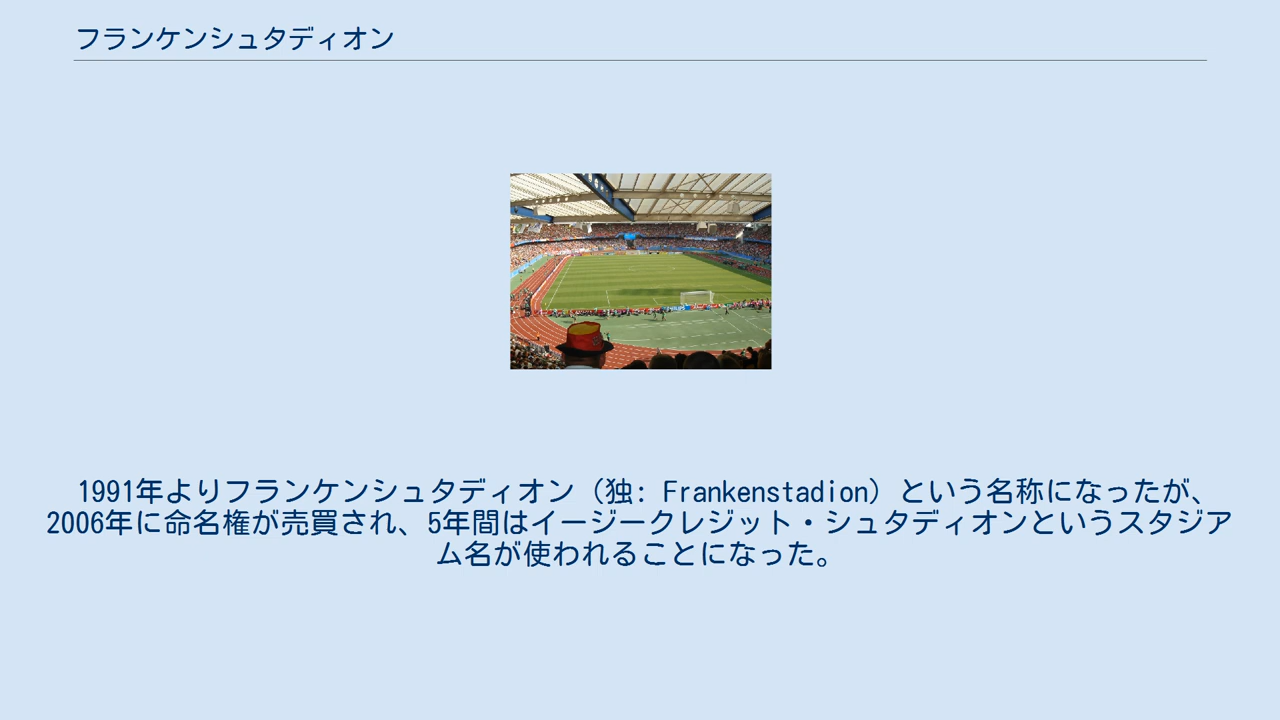 フランケンシュタディオン
1991年よりフランケンシュタディオン（独: Frankenstadion）という名称になったが、
2006年に命名権が売買され、5年間はイージークレジット・シュタディオンというスタジア
ム名が使われることになった。